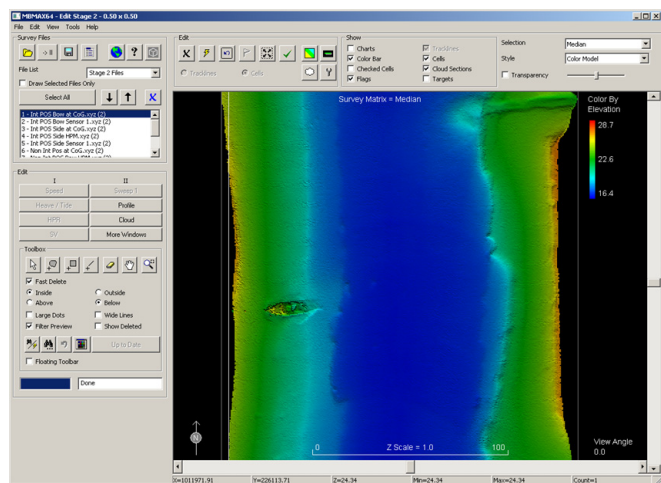 MBMAX64 - Edit Stage 2 - 0.50 x 0.50
File Edit View Tools Help
Survey Files
File List
Stage 2 Files
Draw Selected Files Only
Select All
1 - Int POS Bow at CoG.xyz (2)
2 - Int POS Bow Sensor 1.xyz (2)
3 - Int POS Side at CoG.xyz (2)
4 - Int POS Side HPM.xyz (2)
5 - Int POS Side Sensor 1.xyz (2)
6 - Non Int Pos at CoG.xyz (2)
Edit
I II
Speed Sweep 1
Heave / Tide Profile
HPR Cloud
SV More Windows
Toolbox
Fast Delete
Inside Outside
Above Below
Large Dots Wide Lines
Filter Preview Show Deleted
Up to Date
Floating Toolbar
Done
Edit
Tracklines Cells
Show
Charts Tracklines
Color Bar Cells
Checked Cells Cloud Sections
Flags Targets
Selection Median
Style Color Model
Transparency
Survey Matrix = Median
Color By
Elevation
28.7
22.6
16.4
N
0 Z Scale = 1.0 100
View Angle
0.0
X=1011971.91 Y=226113.71 Z=24.34 Min=24.34 Max=24.34 Count=1